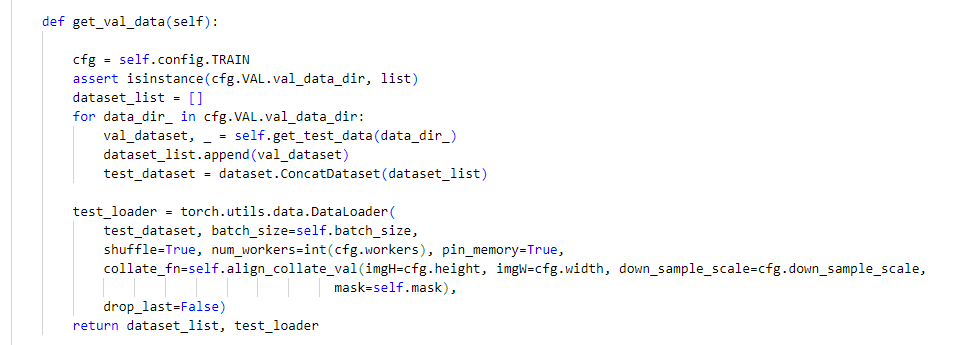 def get_val_data(self):
cfg = self.config.TRAIN
assert isinstance(cfg.VAL.val_data_dir, list)
dataset_list = []
for data_dir_ in cfg.VAL.val_data_dir:
val_dataset, _ = self.get_test_data(data_dir_)
dataset_list.append(val_dataset)
test_dataset = dataset.ConcatDataset(dataset_list)
test_loader = torch.utils.data.DataLoader(
test_dataset, batch_size=self.batch_size,
shuffle=True, num_workers=int(cfg.workers), pin_memory=True,
collate_fn=self.align_collate_val(imgH=cfg.height, imgW=cfg.width, down_sample_scale=cfg.down_sample_scale,
mask=self.mask),
drop_last=False)
return dataset_list, test_loader